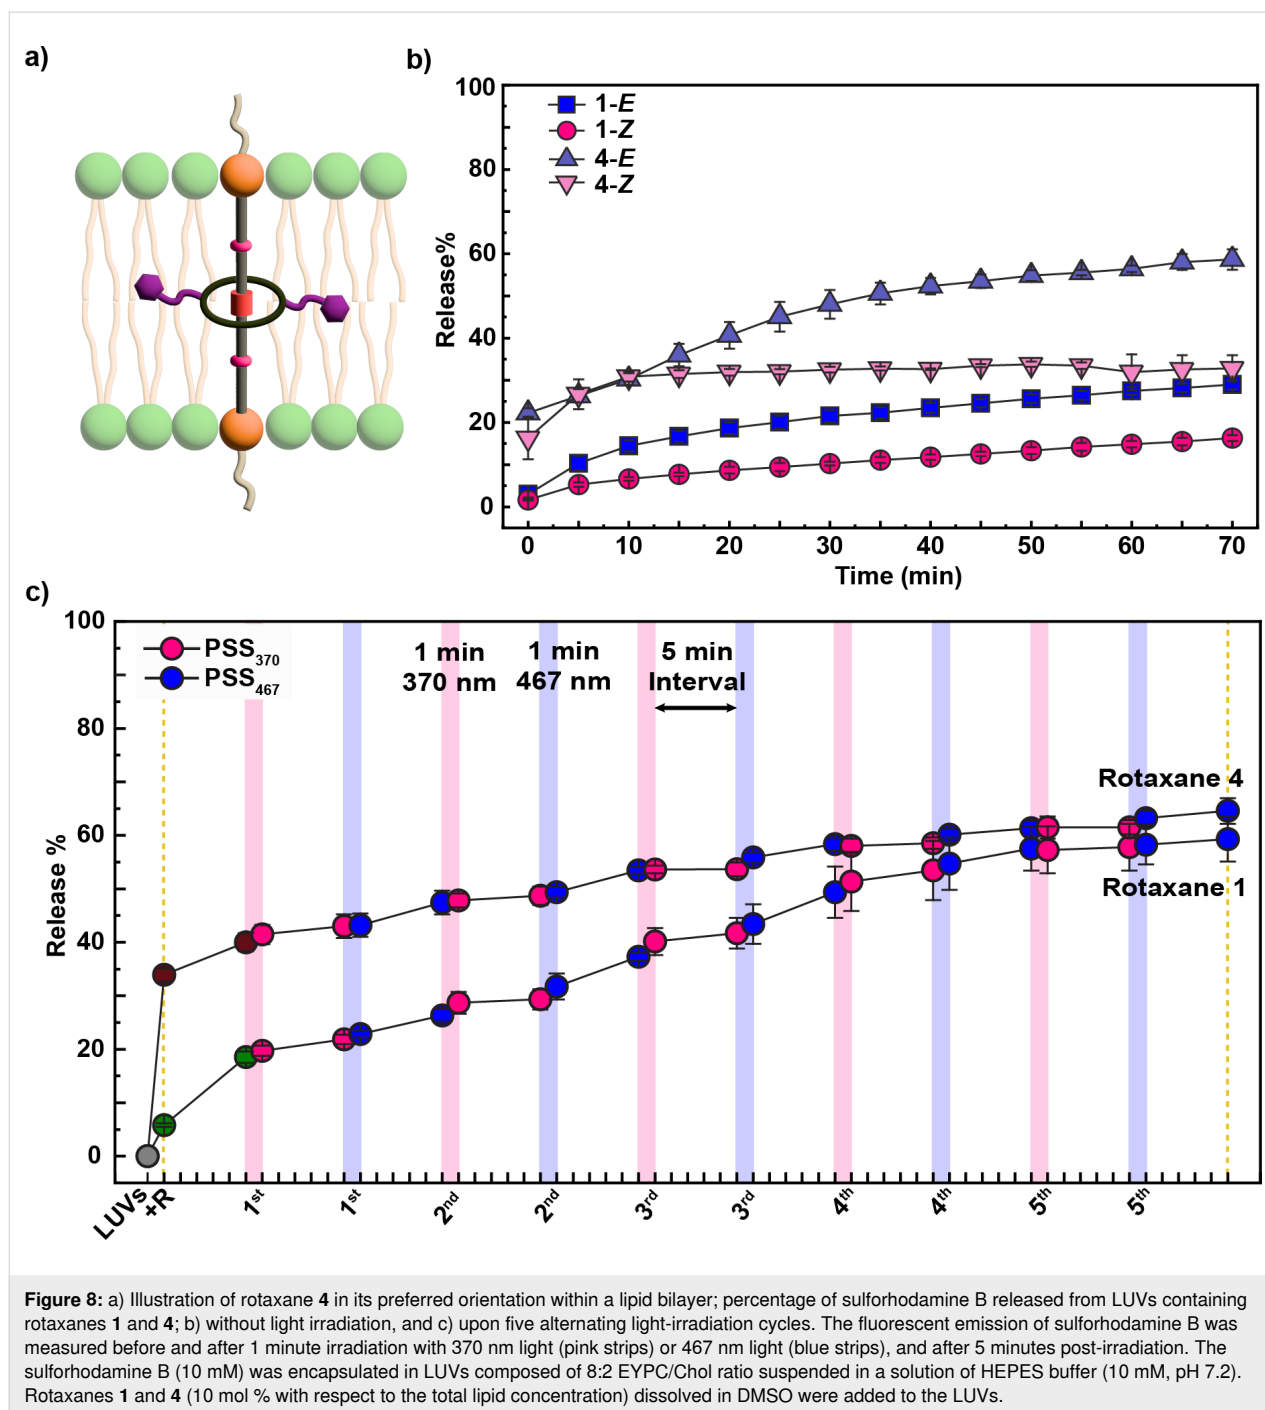 a)
b)
100
80
60
40
20
0
Release%
1-E
1-Z
4-E
4-Z
0 10 20 30 40 50 60 70
Time (min)
c)
100
80
60
40
20
0
Release %
PSS370
PSS467
1 min
370 nm
1 min
467 nm
5 min
Interval
Rotaxane 4
Rotaxane 1
LUVs
+R
1st
1st
2nd
2nd
3rd
3rd
4th
4th
5th
5th
Figure 8: a) Illustration of rotaxane 4 in its preferred orientation within a lipid bilayer; percentage of sulforhodamine B released from LUVs containing
rotaxanes 1 and 4; b) without light irradiation, and c) upon five alternating light-irradiation cycles. The fluorescent emission of sulforhodamine B was
measured before and after 1 minute irradiation with 370 nm light (pink strips) or 467 nm light (blue strips), and after 5 minutes post-irradiation. The
sulforhodamine B (10 mM) was encapsulated in LUVs composed of 8:2 EYPC/Chol ratio suspended in a solution of HEPES buffer (10 mM, pH 7.2).
Rotaxanes 1 and 4 (10 mol % with respect to the total lipid concentration) dissolved in DMSO were added to the LUVs.